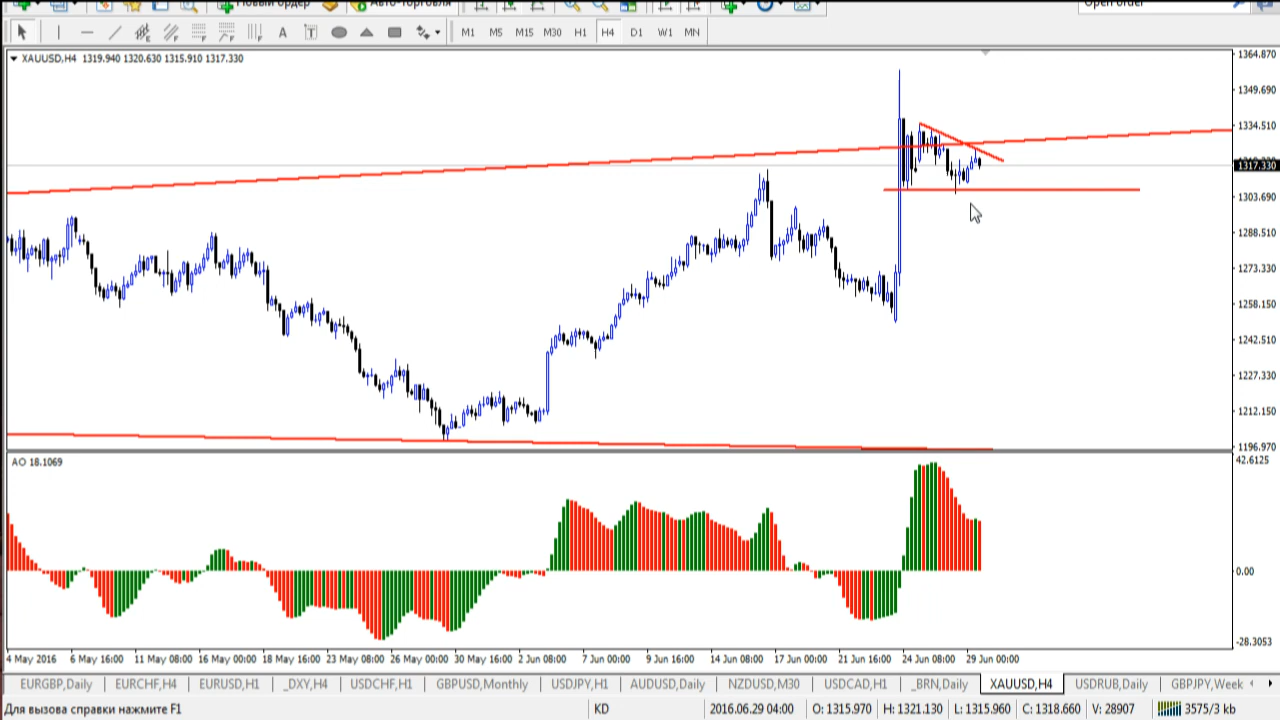 Новый ордер Авто-торговля Open order
A T M1 M5 M15 M30 H1 H4 D1 W1 MN
XAUUSD,H4 1319.940 1320.630 1315.910 1317.330
1364.870
1349.690
1334.510
1317.330
1303.690
1288.510
1273.330
1258.150
1242.510
1227.330
1212.150
1196.970
AO 18.1069
42.6125
0.00
-28.3053
4 May 2016 6 May 16:00 11 May 08:00 16 May 00:00 18 May 16:00 23 May 08:00 26 May 00:00 30 May 16:00 2 Jun 08:00 7 Jun 00:00 9 Jun 16:00 14 Jun 08:00 17 Jun 00:00 21 Jun 16:00 24 Jun 08:00 29 Jun 00:00
EURGBP,Daily EURCHF,H4 EURUSD,H1 _DXY,H4 USDCHF,H1 GBPUSD,Monthly USDJPY,H1 AUDUSD,Daily NZDUSD,M30 USDCAD,H1 _BRN,Daily XAUUSD,H4 USDRUB,Daily GBPJPY,Week
Для вызова справки нажмите F1 KD 2016.06.29 04:00 O: 1315.970 H: 1321.130 L: 1315.960 C: 1318.660 V: 28907 3575/3 kb